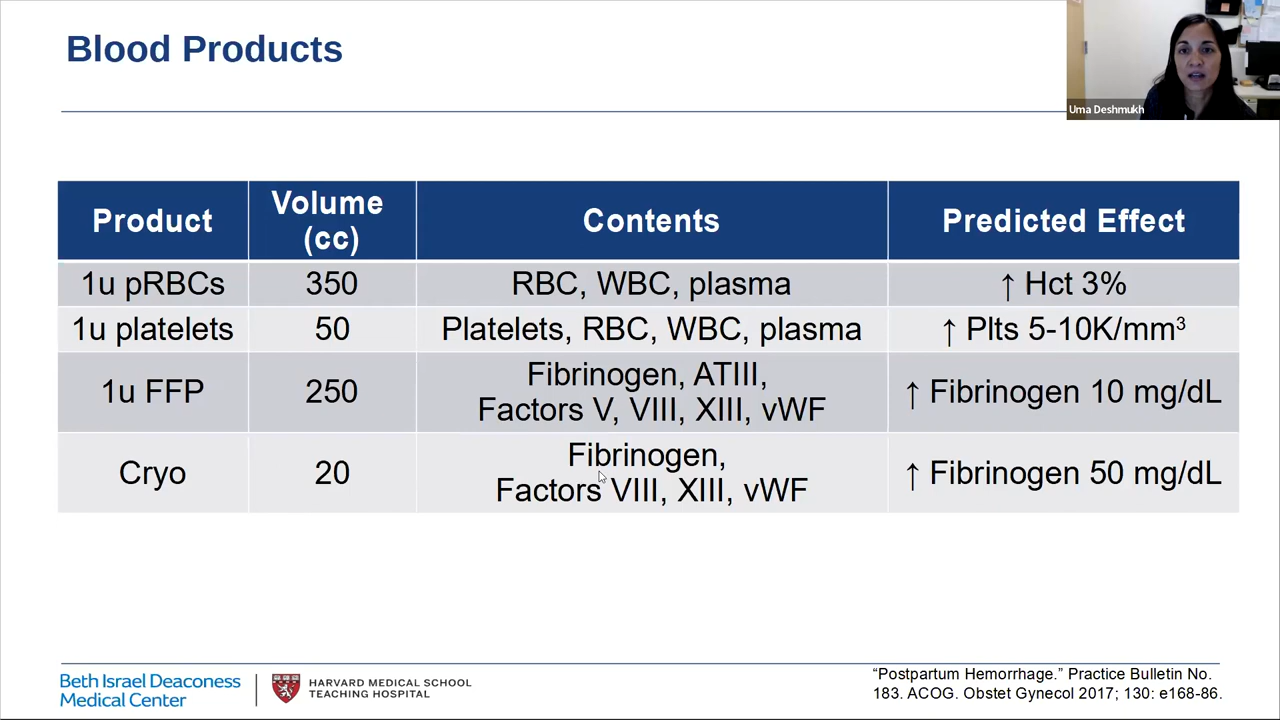 Blood Products
Uma Deshmukh
Product
Volume
(cc)
Contents
Predicted Effect
1u pRBCs
350
RBC, WBC, plasma
↑ Hct 3%
1u platelets
50
Platelets, RBC, WBC, plasma
↑ Plts 5-10K/mm³
1u FFP
250
Fibrinogen, ATIII,
Factors V, VIII, XIII, vWF
↑ Fibrinogen 10 mg/dL
Cryo
20
Fibrinogen,
Factors VIII, XIII, vWF
↑ Fibrinogen 50 mg/dL
Beth Israel Deaconess
Medical Center
HARVARD MEDICAL SCHOOL
TEACHING HOSPITAL
“Postpartum Hemorrhage.” Practice Bulletin No.
183. ACOG. Obstet Gynecol 2017; 130: e168-86.